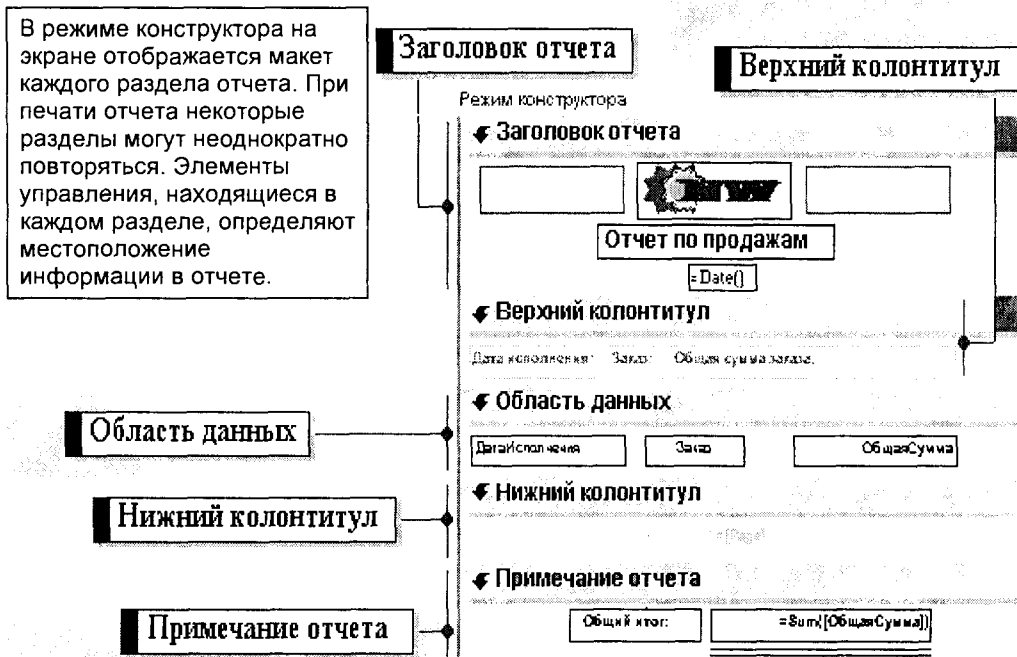 В режиме конструктора на
экране отображается макет
каждого раздела отчета. При
печати отчета некоторые
разделы могут неоднократно
повторяться. Элементы
управления, находящиеся в
каждом разделе, определяют
местоположение
информации в отчете.
Заголовок отчета
Верхний колонтитул
Режим конструктора
Заголовок отчета
Отчет по продажам
=Date()
Верхний колонтитул
Дата исполнения: Заказ: Общая сумма заказа:
Область данных
Область данных
ДатаИсполнения Заказ ОбщаяСумма
Нижний колонтитул
Нижний колонтитул
Примечание отчета
Примечание отчета
Общий итог: =Sum([ОбщаяСумма])